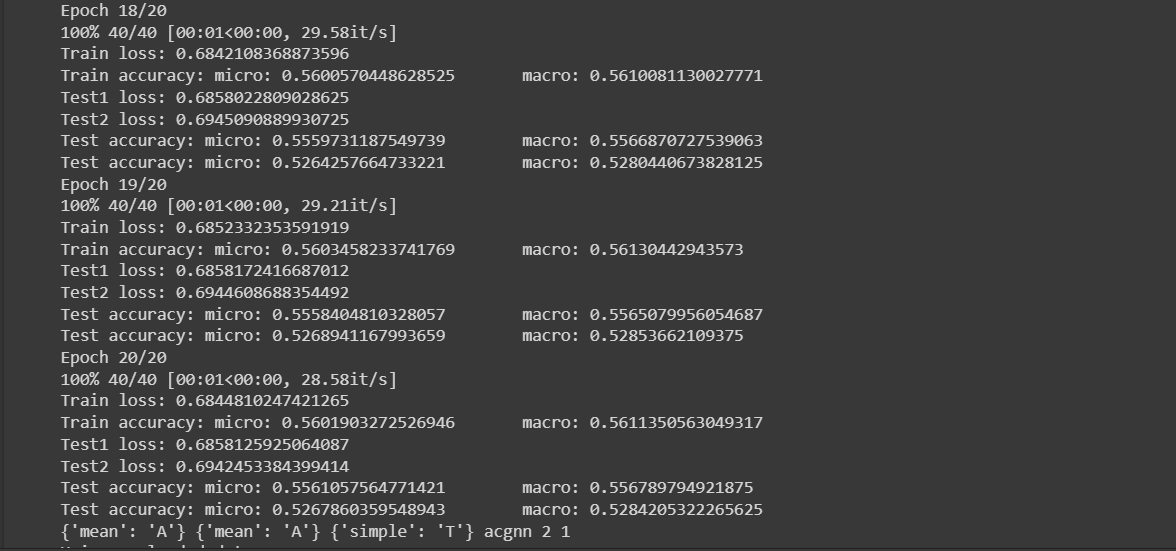 Epoch 18/20
100% 40/40 [00:01<00:00, 29.58it/s]
Train loss: 0.6842108368873596
Train accuracy: micro: 0.5600570448628525 macro: 0.5610081130027771
Test1 loss: 0.6858022809028625
Test2 loss: 0.6945090889930725
Test accuracy: micro: 0.5559731187549739 macro: 0.5566870727539063
Test accuracy: micro: 0.5264257664733221 macro: 0.5280440673828125
Epoch 19/20
100% 40/40 [00:01<00:00, 29.21it/s]
Train loss: 0.6852332353591919
Train accuracy: micro: 0.5603458233741769 macro: 0.56130442943573
Test1 loss: 0.6858172416687012
Test2 loss: 0.6944608688354492
Test accuracy: micro: 0.5558404810328057 macro: 0.5565079956054687
Test accuracy: micro: 0.5268941167993659 macro: 0.52853662109375
Epoch 20/20
100% 40/40 [00:01<00:00, 28.58it/s]
Train loss: 0.6844810247421265
Train accuracy: micro: 0.5601903272526946 macro: 0.5611350563049317
Test1 loss: 0.6858125925064087
Test2 loss: 0.6942453384399414
Test accuracy: micro: 0.5561057564771421 macro: 0.556789794921875
Test accuracy: micro: 0.5267860359548943 macro: 0.5284205322265625
{'mean': 'A'} {'mean': 'A'} {'simple': 'T'} acgnn 2 1